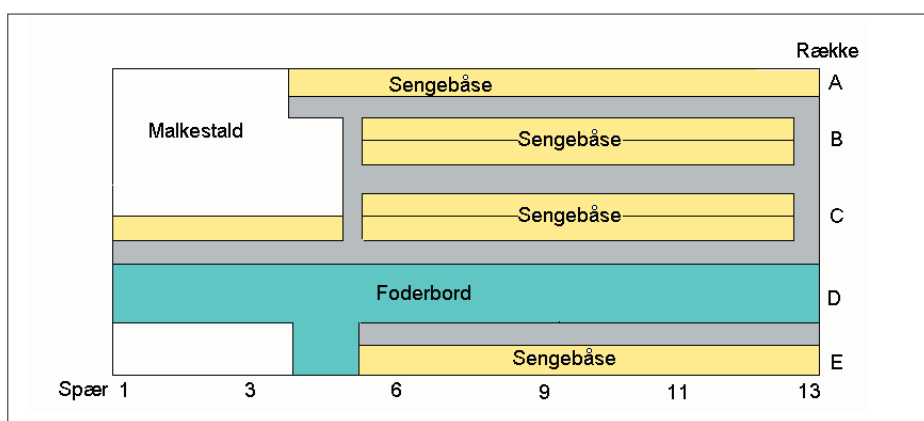 Række
Sengebåse
A
Malkestald
Sengebåse
B
Sengebåse
C
Foderbord
D
Sengebåse
E
Spær 1 3 6 9 11 13